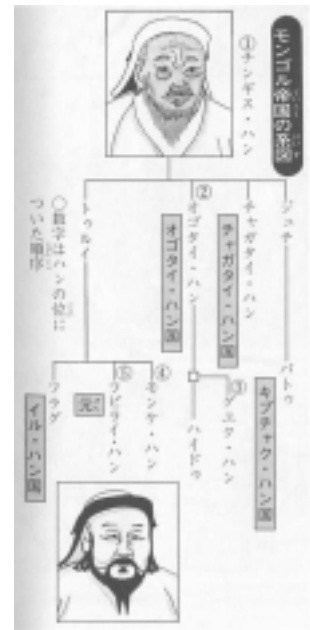 モンゴル帝国の系図
①チンギス・ハン
ジュチ
バトゥ
キプチャク・ハン国
チャガタイ・ハン
チャガタイ・ハン国
②オゴタイ・ハン
オゴタイ・ハン国
③グユク・ハン
ハイドゥ
トゥルイ
④モンケ・ハン
⑤フビライ・ハン
元
フラグ
イル・ハン国
○数字はハンの位に
ついた順序